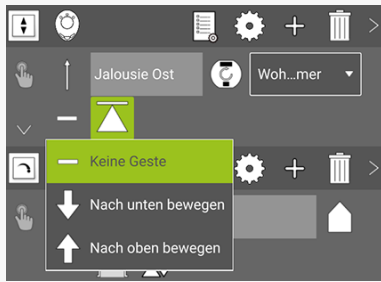 Jalousie Ost
Woh...mer
Keine Geste
Nach unten bewegen
Nach oben bewegen